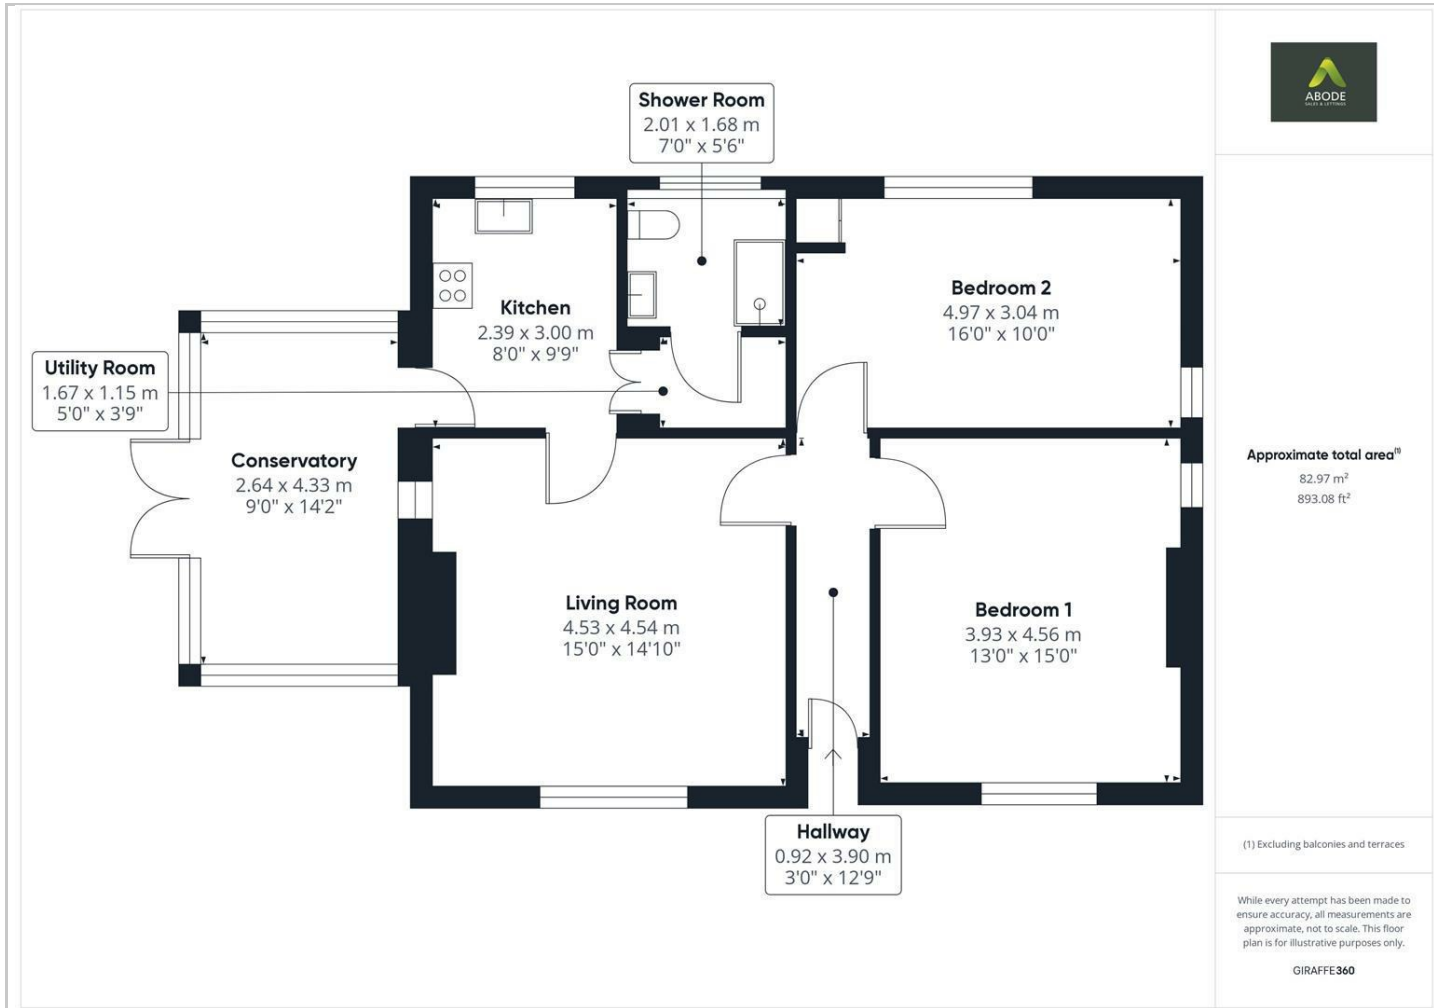 Shower Room
2.01 x 1.68 m
7'0" x 5'6"
Kitchen
2.39 x 3.00 m
8'0" x 9'9"
Bedroom 2
4.97 x 3.04 m
16'0" x 10'0"
Utility Room
1.67 x 1.15 m
5'0" x 3'9"
Conservatory
2.64 x 4.33 m
9'0" x 14'2"
Living Room
4.53 x 4.54 m
15'0" x 14'10"
Bedroom 1
3.93 x 4.56 m
13'0" x 15'0"
Hallway
0.92 x 3.90 m
3'0" x 12'9"
ABODE
SALES & LETTINGS
Approximate total area⁽¹⁾
82.97 m²
893.08 ft²
(1) Excluding balconies and terraces
While every attempt has been made to
ensure accuracy, all measurements are
approximate, not to scale. This floor
plan is for illustrative purposes only.
GIRAFFE360